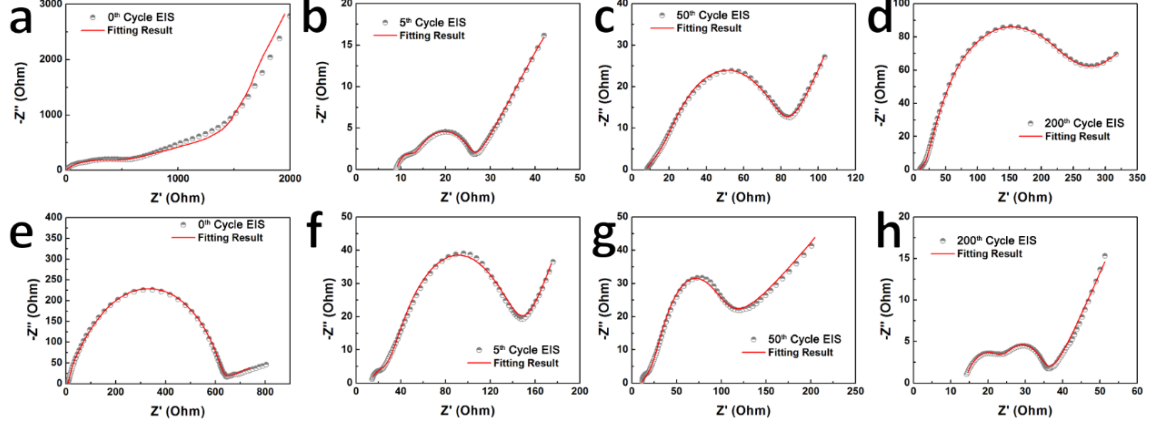 a
0th Cycle EIS
Fitting Result
-Z'' (Ohm)
3000
2000
1000
0
0
1000
2000
Z' (Ohm)
b
5th Cycle EIS
Fitting Result
-Z'' (Ohm)
20
15
10
5
0
0
10
20
30
40
50
Z' (Ohm)
c
50th Cycle EIS
Fitting Result
-Z'' (Ohm)
40
30
20
10
0
0
20
40
60
80
100
120
Z' (Ohm)
d
200th Cycle EIS
Fitting Result
-Z'' (Ohm)
100
80
60
40
20
0
0
50
100
150
200
250
300
350
Z' (Ohm)
e
0th Cycle EIS
Fitting Result
-Z'' (Ohm)
400
350
300
250
200
150
100
50
0
0
200
400
600
800
Z' (Ohm)
f
5th Cycle EIS
Fitting Result
-Z'' (Ohm)
50
40
30
20
10
0
0
40
80
120
160
200
Z' (Ohm)
g
50th Cycle EIS
Fitting Result
-Z'' (Ohm)
50
40
30
20
10
0
0
50
100
150
200
250
Z' (Ohm)
h
200th Cycle EIS
Fitting Result
-Z'' (Ohm)
20
15
10
5
0
0
10
20
30
40
50
60
Z' (Ohm)